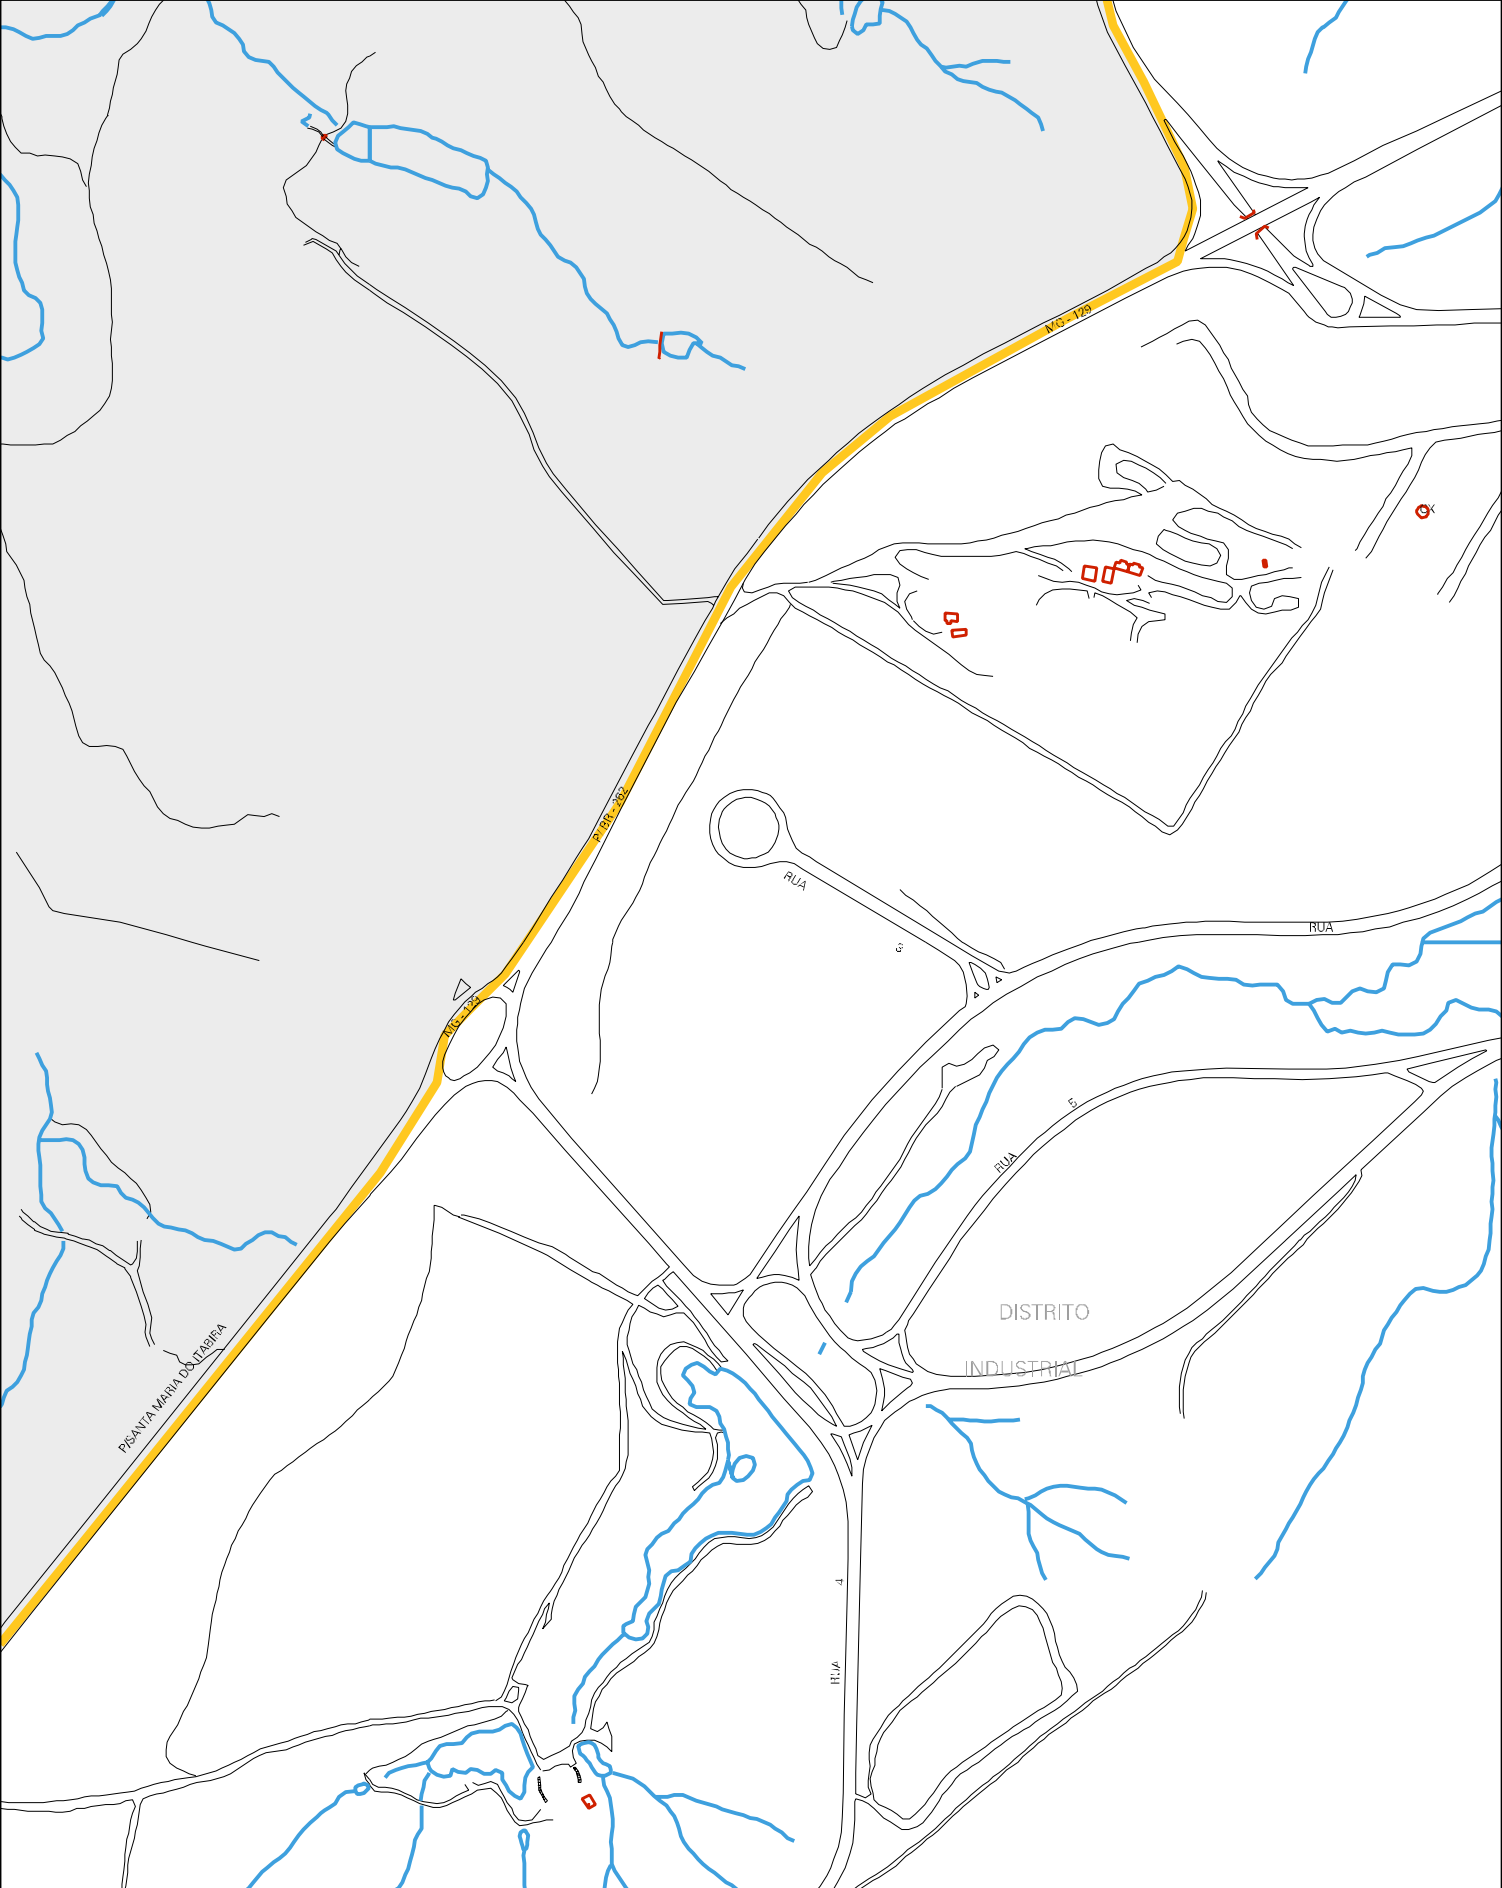 MG - 129
CX
P/ BR - 262
RUA
3
RUA
MG - 129
5
RUA
DISTRITO
INDUSTRIAL
P/SANTA MARIA DO ITABIRA
4
RUA